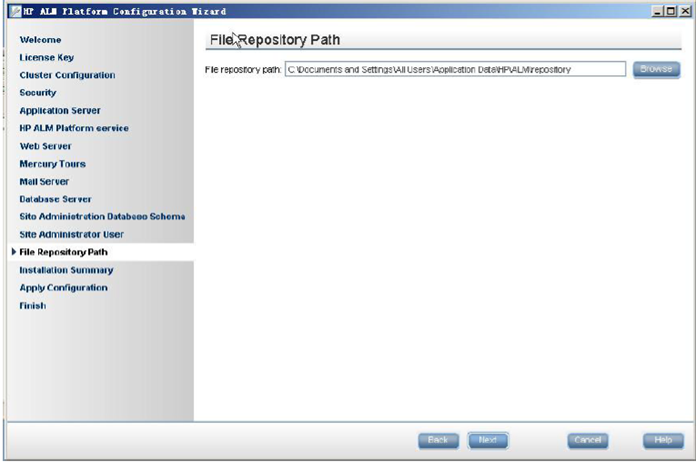 HP ALM Platform Configuration Wizard
Welcome
License Key
Cluster Configuration
Security
Application Server
HP ALM Platform service
Web Server
Mercury Tours
Mail Server
Database Server
Site Administration Database Schema
Site Administrator User
File Repository Path
Installation Summary
Apply Configuration
Finish
File Repository Path
File repository path: C:\Documents and Settings\All Users\Application Data\HP\ALM\repository Browse
Back Next Cancel Help